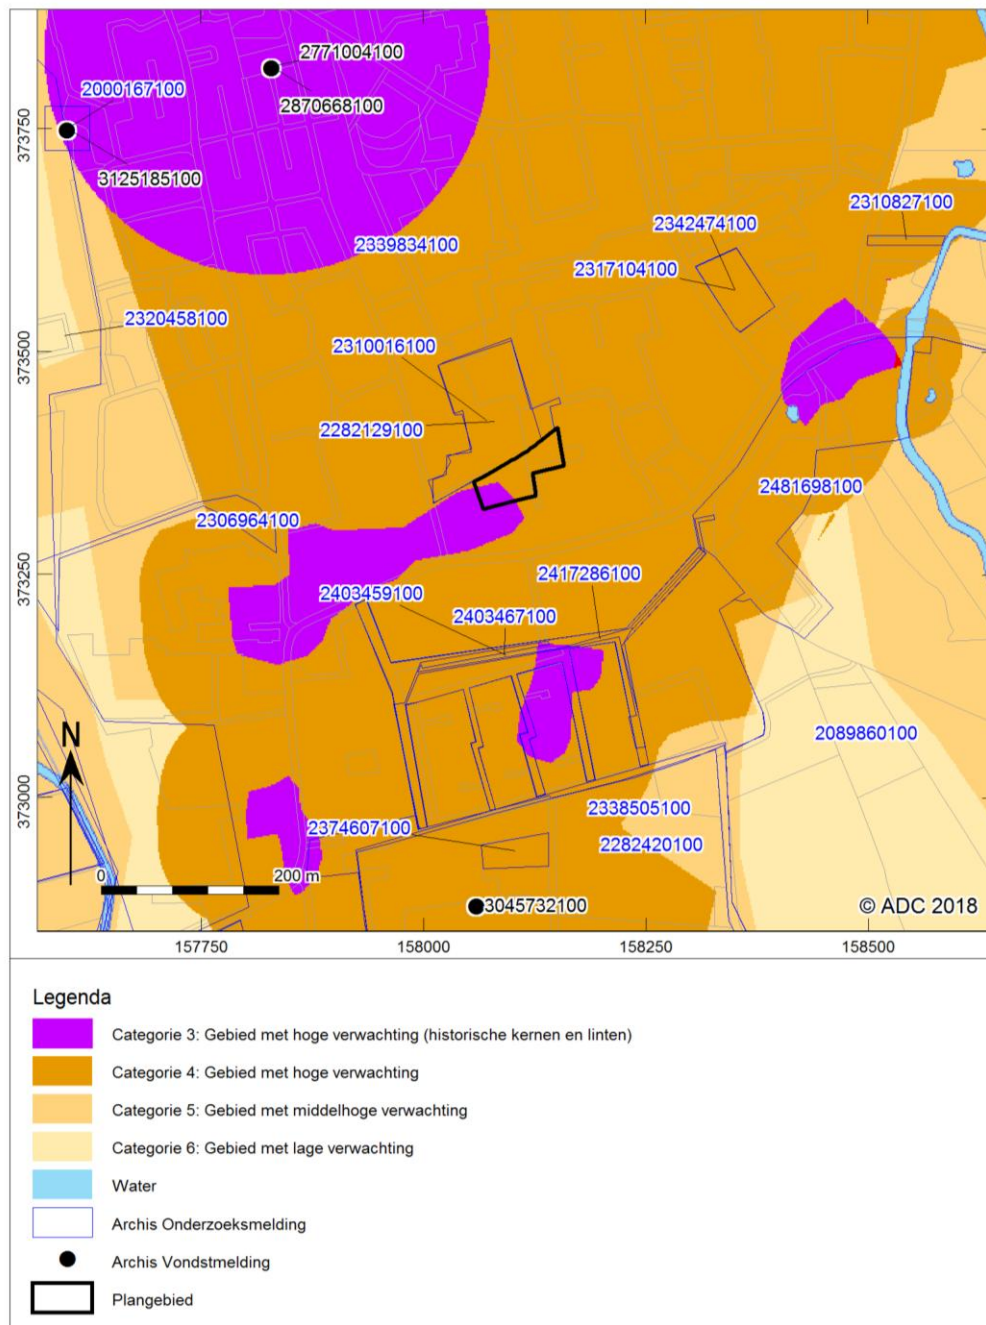 2771004100
2000167100
2870668100
373750
3125185100
2310827100
2342474100
2339834100
2317104100
2320458100
2310016100
373500
2282129100
2481698100
2306964100
373250
2417286100
2403459100
2403467100
N
2089860100
373000
2338505100
2374607100
2282420100
0
200 m
3045732100
© ADC 2018
157750
158000
158250
158500
Legenda
Categorie 3: Gebied met hoge verwachting (historische kernen en linten)
Categorie 4: Gebied met hoge verwachting
Categorie 5: Gebied met middelhoge verwachting
Categorie 6: Gebied met lage verwachting
Water
Archis Onderzoeksmelding
Archis Vondstmelding
Plangebied